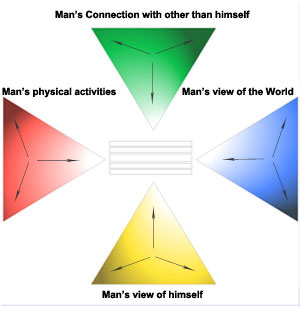 Man's Connection with other than himself
Man's physical activities
Man's view of the World
Man's view of himself